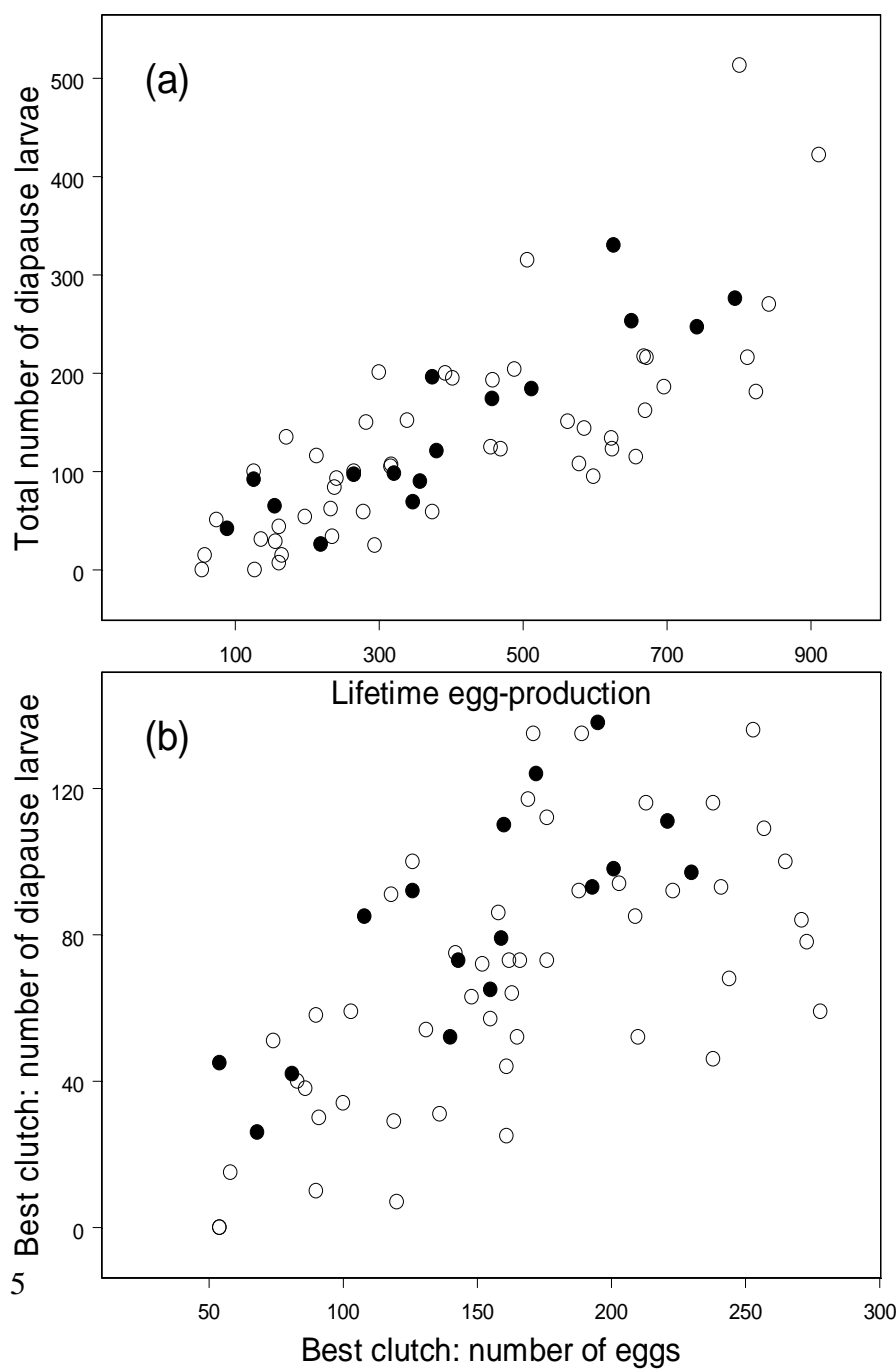 (a)
Total number of diapause larvae
500
400
300
200
100
0
100 300 500 700 900
Lifetime egg-production
(b)
Best clutch: number of diapause larvae
120
80
40
0
5
50 100 150 200 250 300
Best clutch: number of eggs